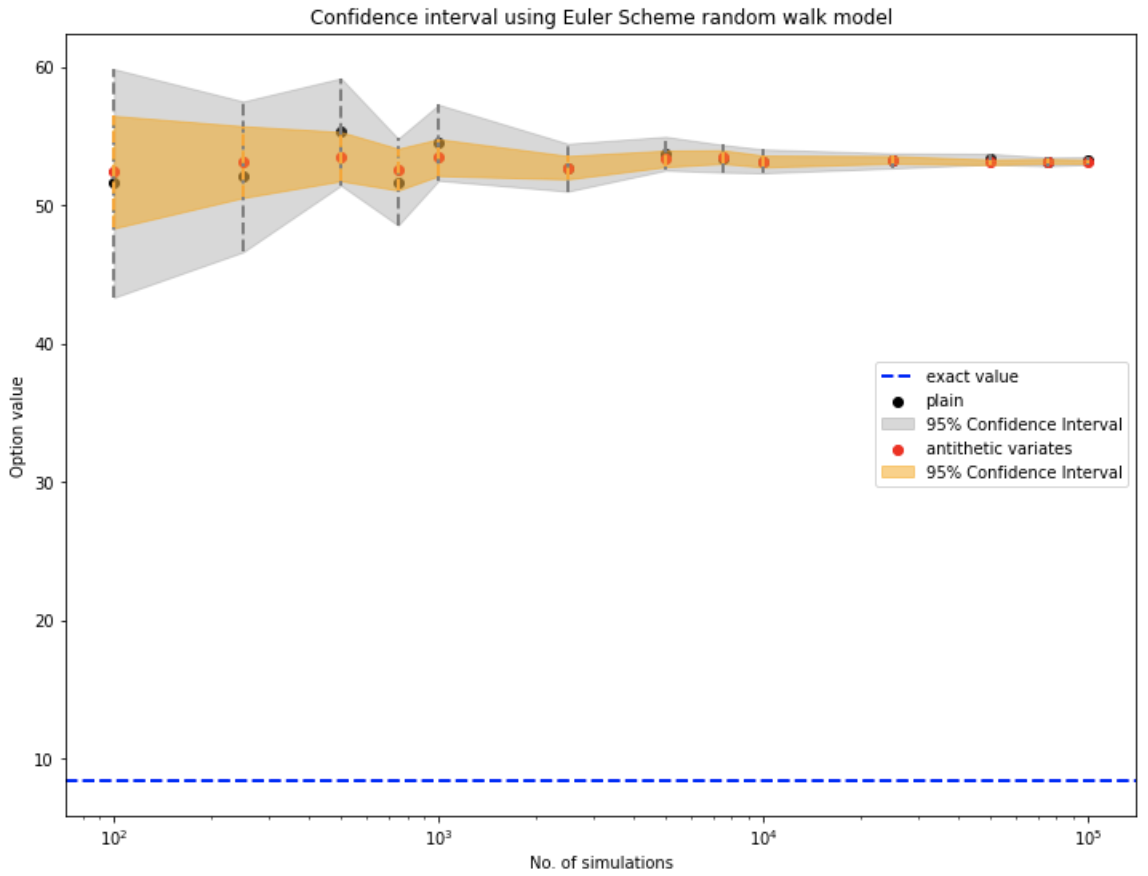 Confidence interval using Euler Scheme random walk model
60
50
40
30
20
10
Option value
exact value
plain
95% Confidence Interval
antithetic variates
95% Confidence Interval
10²
10³
10⁴
10⁵
No. of simulations